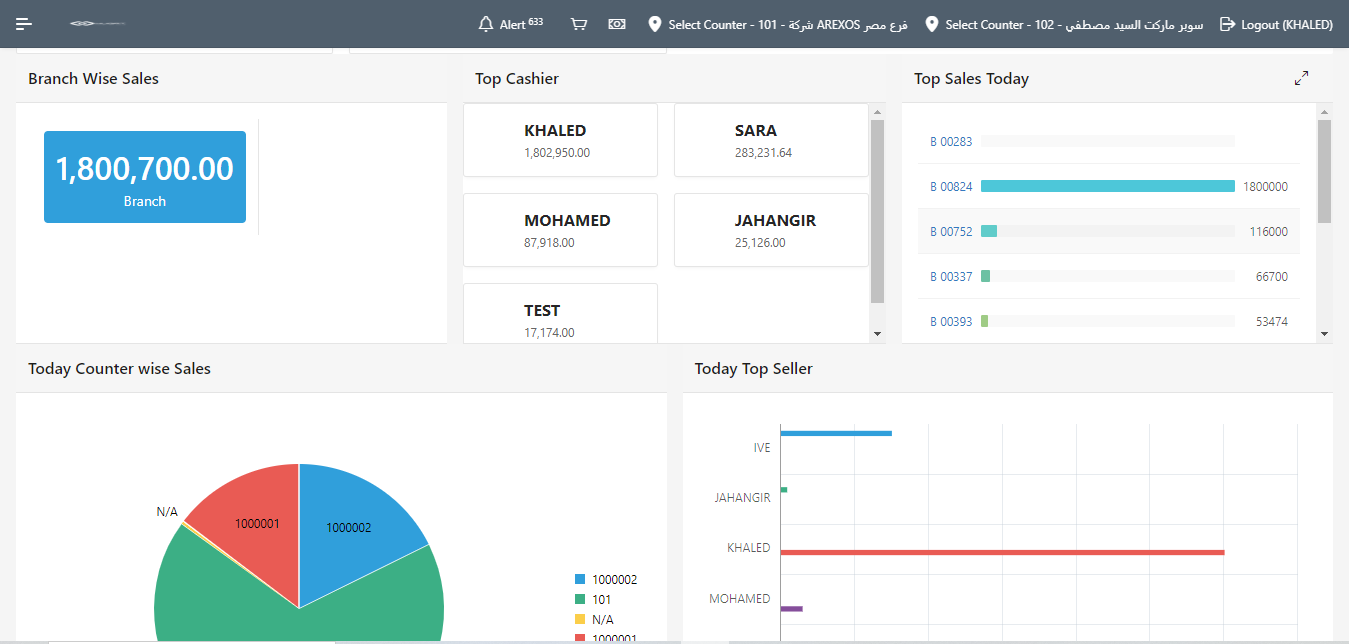 Alert 633
Select Counter - 101 - شركة AREXOS فرع مصر
Select Counter - 102 - سوبر ماركت السيد مصطفي
Logout (KHALED)
Branch Wise Sales
1,800,700.00
Branch
Top Cashier
KHALED
1,802,950.00
SARA
283,231.64
MOHAMED
87,918.00
JAHANGIR
25,126.00
TEST
17,174.00
Top Sales Today
B 00283
B 00824 1800000
B 00752 116000
B 00337 66700
B 00393 53474
Today Counter wise Sales
N/A
1000001
1000002
1000002
101
N/A
1000001
Today Top Seller
IVE
JAHANGIR
KHALED
MOHAMED